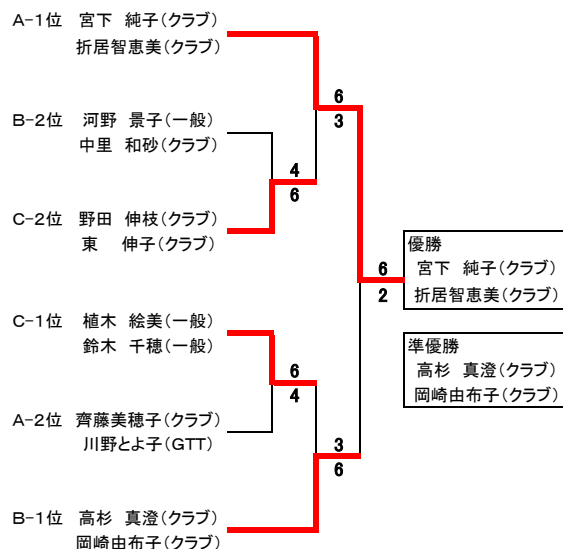 A-1位 宮下 純子(クラブ)
折居智恵美(クラブ)
6
3
B-2位 河野 景子(一般)
中里 和砂(クラブ)
4
6
C-2位 野田 伸枝(クラブ)
東 伸子(クラブ)
6
2
優勝
宮下 純子(クラブ)
折居智恵美(クラブ)
C-1位 植木 絵美(一般)
鈴木 千穂(一般)
準優勝
高杉 真澄(クラブ)
岡崎由布子(クラブ)
6
4
A-2位 齊藤美穂子(クラブ)
川野とよ子(GTT)
3
6
B-1位 高杉 真澄(クラブ)
岡崎由布子(クラブ)